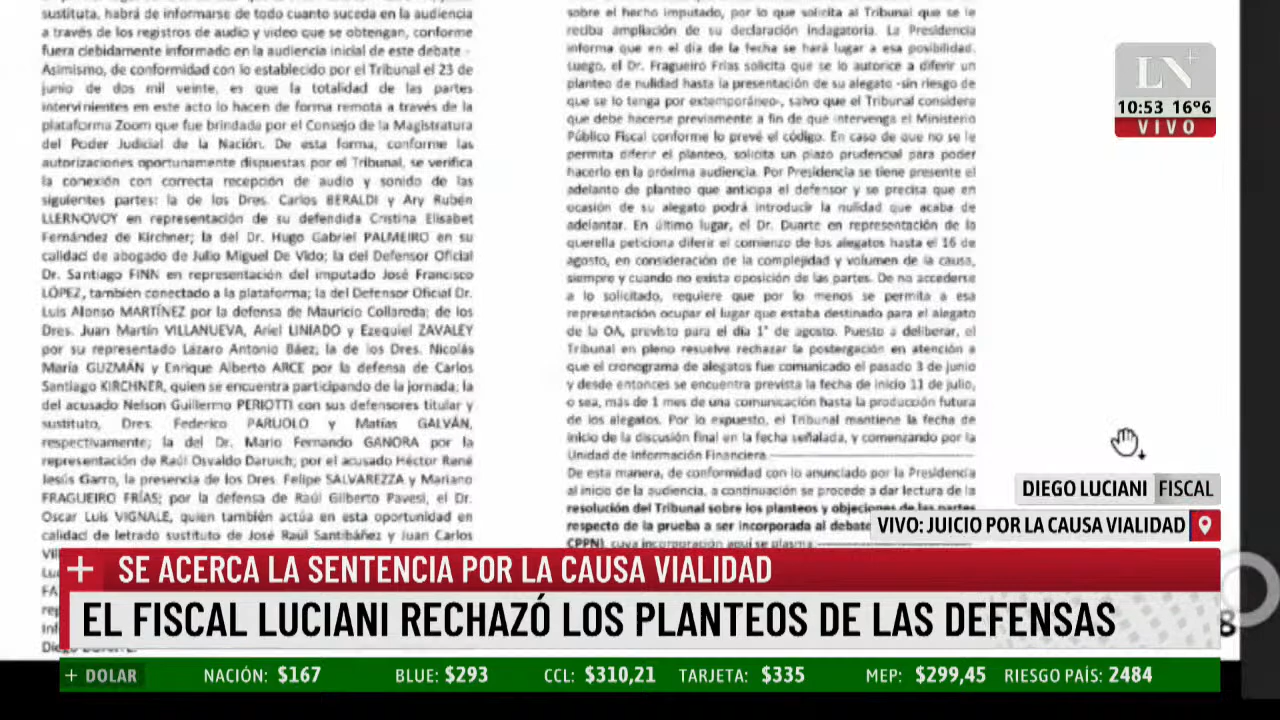 sustituta, habrá de informarse de todo cuanto suceda en la audiencia
a través de los registros de audio y video que se obtengan, conforme
fuera debidamente informado en la audiencia inicial de este debate -
Asimismo, de conformidad con lo establecido por el Tribunal el 23 de
junio de dos mil veinte, es que la totalidad de las partes
intervinientes en este acto lo hacen de forma remota a través de la
plataforma Zoom que fue brindada por el Consejo de la Magistratura
del Poder Judicial de la Nación. De esta forma, conforme las
autorizaciones oportunamente dispuestas por el Tribunal, se verifica
la conexión con correcta recepción de audio y sonido de las
siguientes partes: la de los Dres. Carlos BERALDI y Ary Rubén
LLERNOVOY en representación de su defendida Cristina Elisabet
Fernández de Kirchner; la del Dr. Hugo Gabriel PALMEIRO en su
calidad de abogado de Julio Miguel De Vido; la del Defensor Oficial
Dr. Santiago FINN en representación del imputado José Francisco
LÓPEZ, también conectado a la plataforma; la del Defensor Oficial Dr.
Luis Alonso MARTÍNEZ por la defensa de Mauricio Collareda; de los
Dres. Juan Martín VILLANUEVA, Ariel LINIADO y Ezequiel ZAVALEY
por su representado Lázaro Antonio Báez, la de los Dres. Nicolás
María GUZMÁN y Enrique Alberto ARCE por la defensa de Carlos
Santiago KIRCHNER, quien se encuentra participando de la jornada; la
del acusado Nelson Guillermo PERIOTTI con sus defensores titular y
sustituto, Dres. Federico PARUOLO y Matías GALVÁN,
respectivamente; la del Dr. Mario Fernando GANORA por la
representación de Raúl Osvaldo Daruich; por el acusado Héctor René
Jesús Garro, la presencia de los Dres. Felipe SALVAREZZA y Mariano
FRAGUEIRO FRÍAS; por la defensa de Raúl Gilberto Pavesi, el Dr.
Oscar Luis VIGNALE, quien también actúa en esta oportunidad en
calidad de letrado sustituto de José Raúl Santibáñez y Juan Carlos
sobre el hecho imputado, por lo que solicita al Tribunal que se le
reciba ampliación de su declaración indagatoria. La Presidencia
informa que en el día de la fecha se hará lugar a esa posibilidad.
Luego, el Dr. Fragueiro Frías solicita que se lo autorice a diferir un
planteo de nulidad hasta la presentación de su alegato -sin riesgo de
que se lo tenga por extemporáneo-, salvo que el Tribunal considere
que debe hacerse previamente a fin de que intervenga el Ministerio
Público Fiscal conforme lo prevé el código. En caso de que no se le
permita diferir el planteo, solicita un plazo prudencial para poder
hacerlo en la próxima audiencia. Por Presidencia se tiene presente el
adelanto de planteo que anticipa el defensor y se precisa que en
ocasión de su alegato podrá introducir la nulidad que acaba de
adelantar. En último lugar, el Dr. Duarte en representación de la
querella peticiona diferir el comienzo de los alegatos hasta el 16 de
agosto, en consideración de la complejidad y volumen de la causa,
siempre y cuando no exista oposición de las partes. De no accederse
a lo solicitado, requiere que por lo menos se permita a esa
representación ocupar el lugar que estaba destinado para el alegato
de la OA, previsto para el día 1° de agosto. Puesto a deliberar, el
Tribunal en pleno resuelve rechazar la postergación en atención a
que el cronograma de alegatos fue comunicado el pasado 3 de junio
y desde entonces se encuentra prevista la fecha de inicio 11 de julio,
o sea, más de 1 mes de una comunicación hasta la producción futura
de los alegatos. Por lo expuesto, el Tribunal mantiene la fecha de
inicio de la discusión final en la fecha señalada, y comenzando por la
Unidad de Información Financiera.
De esta manera, de conformidad con lo anunciado por la Presidencia
al inicio de la audiencia, a continuación se procede a dar lectura de la
resolución del Tribunal sobre los planteos y objeciones de las partes
respecto de la prueba a ser incorporada al debate
CPPN), cuya incorporación aquí se plasma:
LN+
10:53 16°6
VIVO
DIEGO LUCIANI FISCAL
VIVO: JUICIO POR LA CAUSA VIALIDAD
+ SE ACERCA LA SENTENCIA POR LA CAUSA VIALIDAD
EL FISCAL LUCIANI RECHAZÓ LOS PLANTEOS DE LAS DEFENSAS
8
+ DOLAR NACIÓN: $167 BLUE: $293 CCL: $310,21 TARJETA: $335 MEP: $299,45 RIESGO PAÍS: 2484